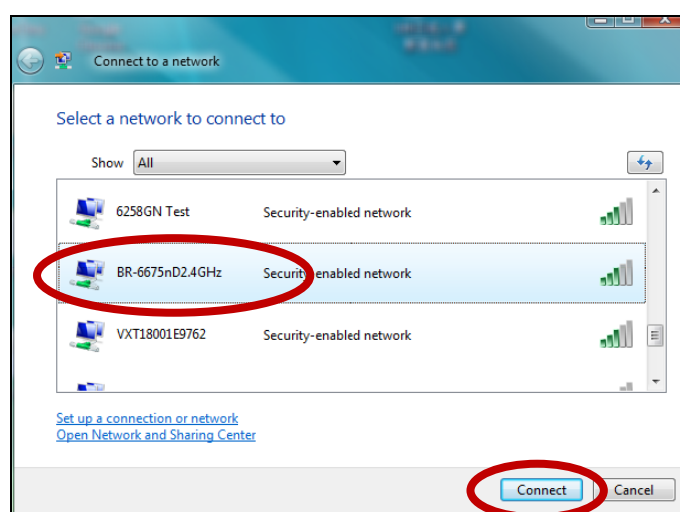 Connect to a network
Select a network to connect to
Show All
6258GN Test Security-enabled network
BR-6675nD2.4GHz Security-enabled network
VXT18001E9762 Security-enabled network
Set up a connection or network
Open Network and Sharing Center
Connect Cancel